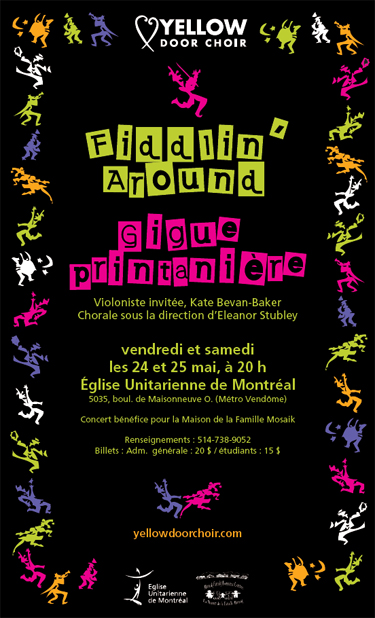 YELLOW
DOOR CHOIR
Fiddlin'
Around
Gigue
printanière
Violoniste invitée, Kate Bevan-Baker
Chorale sous la direction d'Eleanor Stubley
vendredi et samedi
les 24 et 25 mai, à 20 h
Église Unitarienne de Montréal
5035, boul. de Maisonneuve O. (Métro Vendôme)
Concert bénéfice pour la Maison de la Famille Mosaik
Renseignements : 514-738-9052
Billets : Adm. générale : 20 $ / étudiants : 15 $
yellowdoorchoir.com
Eglise
Unitarienne
de Montréal